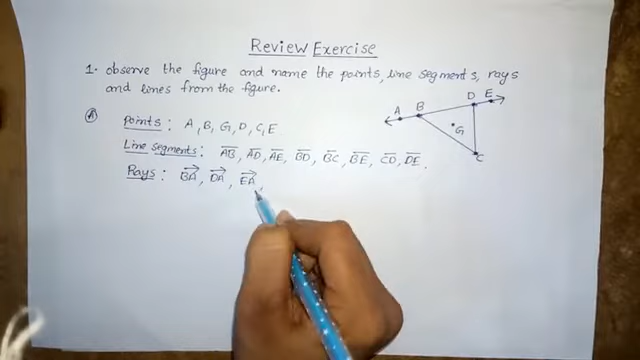 Review Exercise
1. observe the figure and name the points, line segments, rays
and lines from the figure.
A
Points : A, B, G, D, C, E
Line segments : AB, AD, AE, BD, BC, BE, CD, DE.
Rays : BA, DA, EA
A B D E
G
C